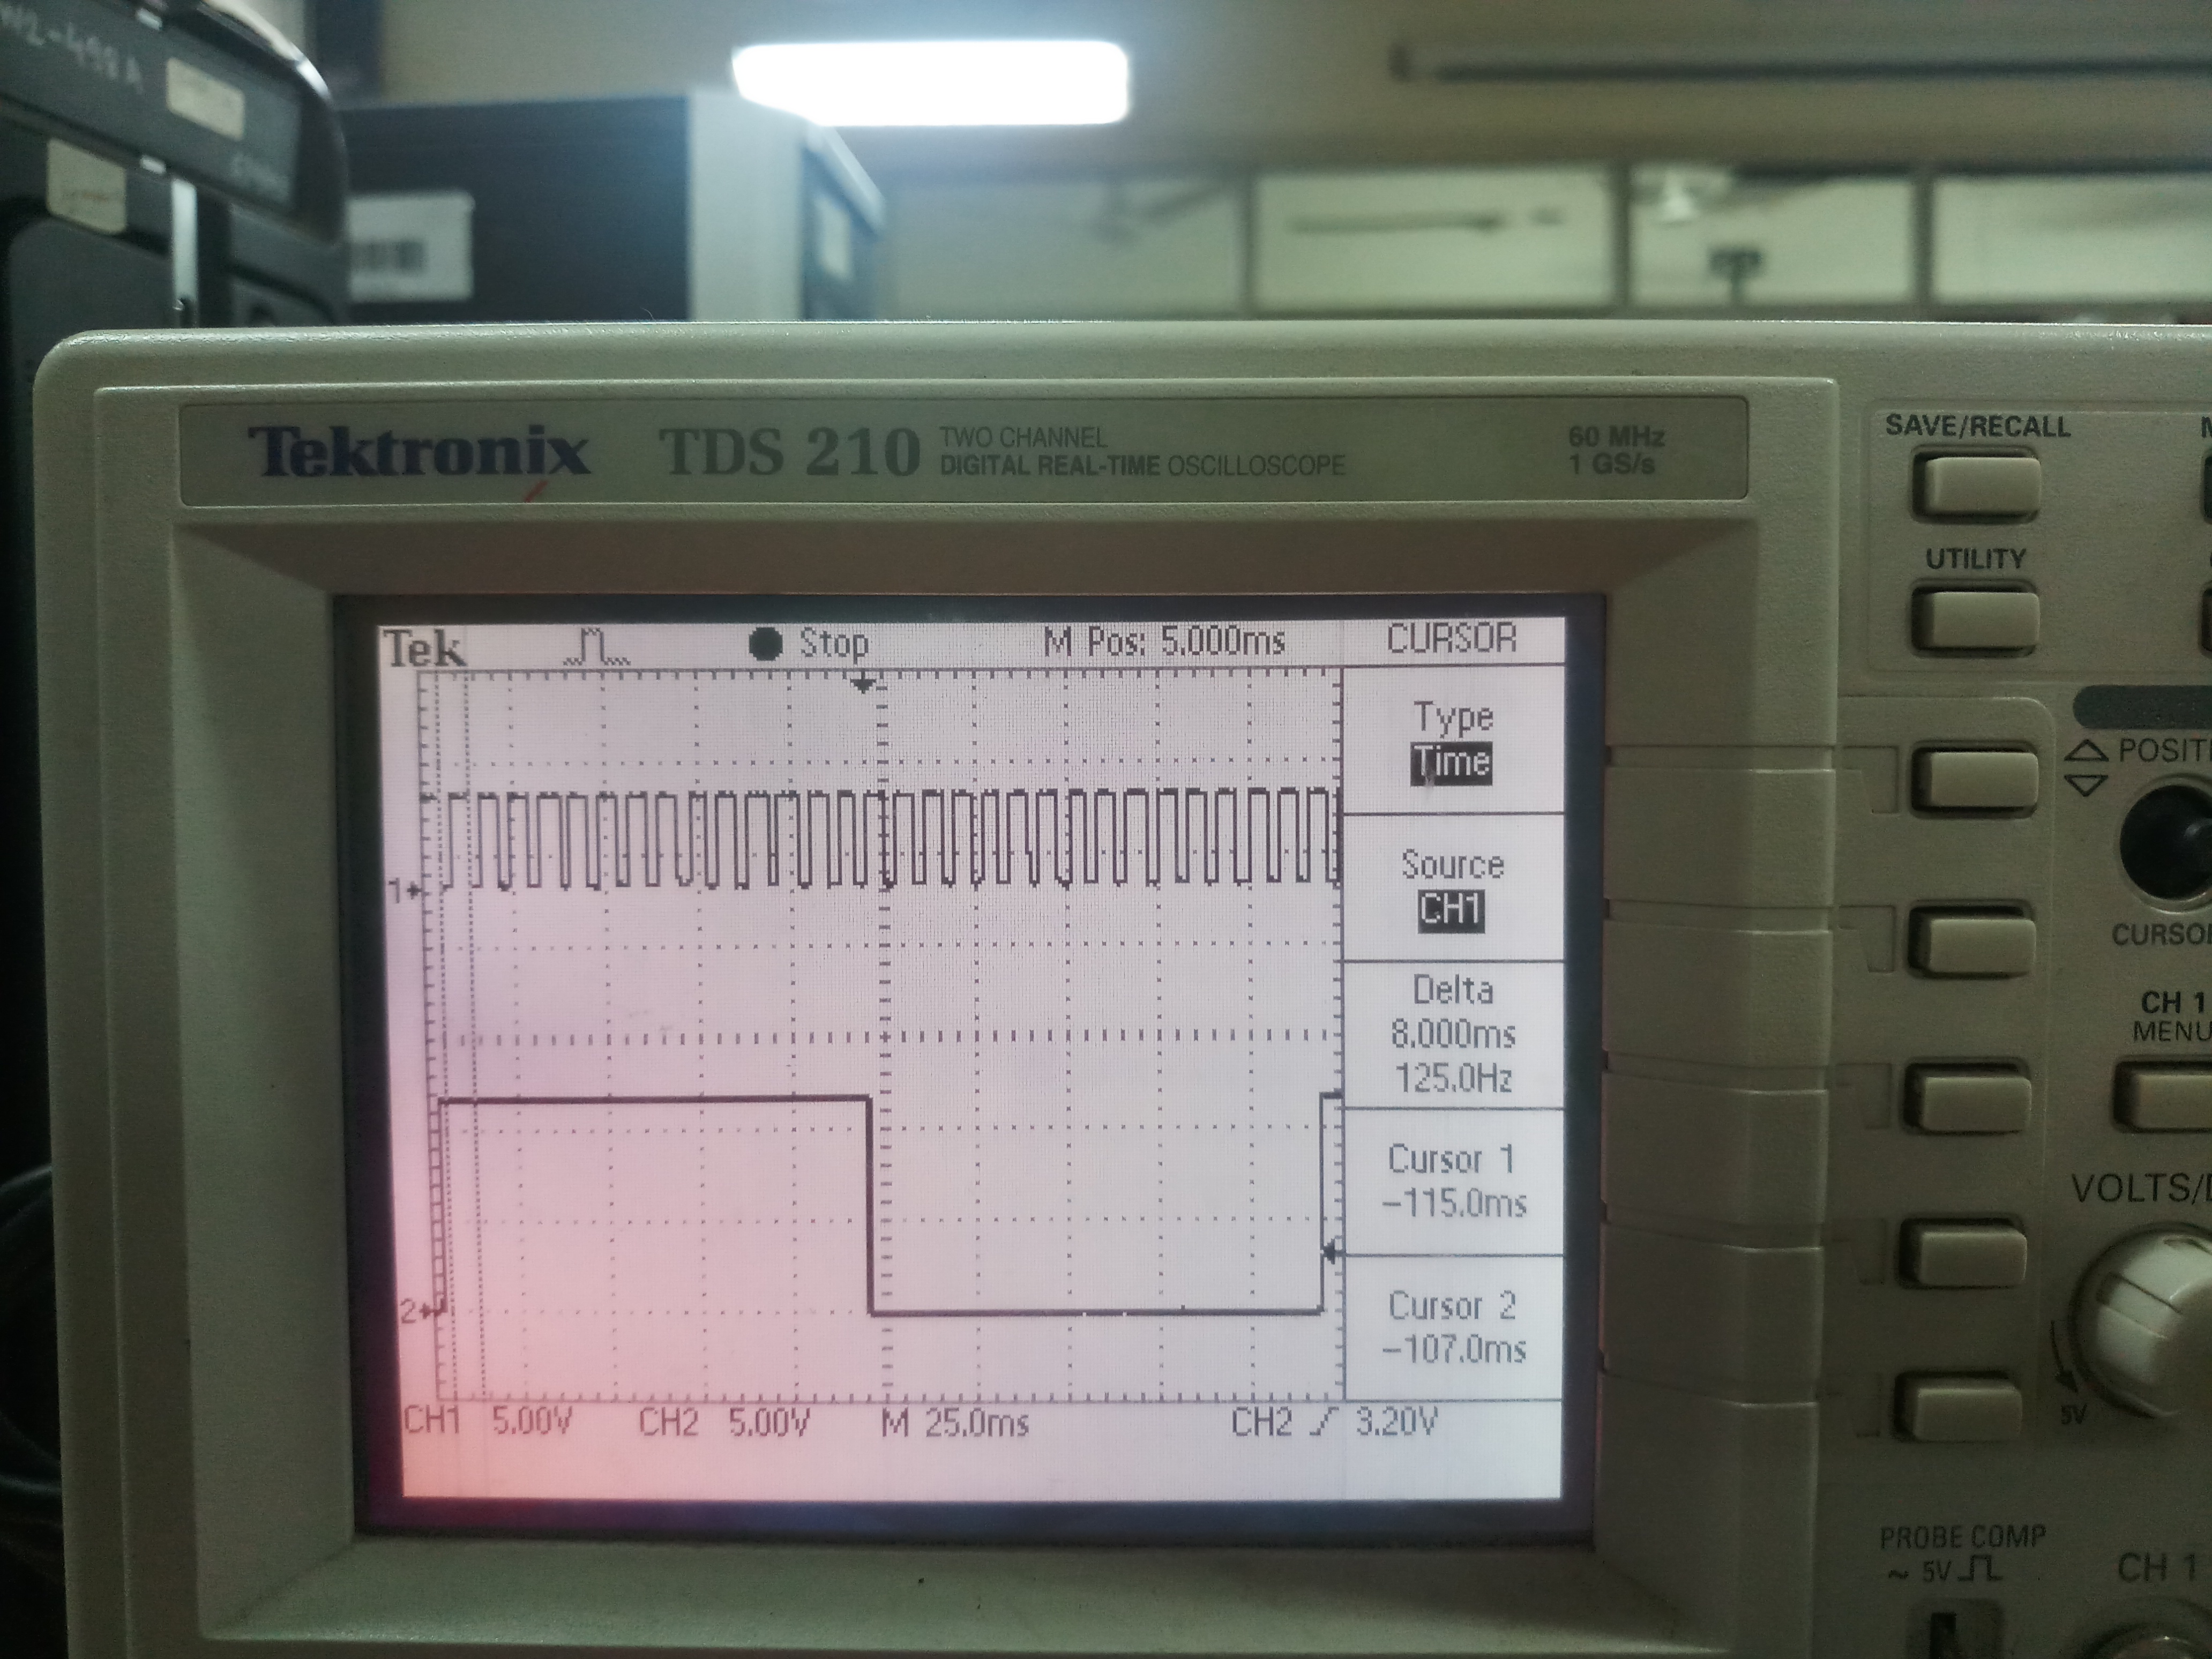 Tektronix TDS 210 TWO CHANNEL
DIGITAL REAL-TIME OSCILLOSCOPE
60 MHz
1 GS/s
SAVE/RECALL
UTILITY
Tek Stop M Pos: 5.000ms CURSOR
Type
Time
Source
CH1
Delta
8.000ms
125.0Hz
Cursor 1
-115.0ms
Cursor 2
-107.0ms
1
2
CH1 5.00V CH2 5.00V M 25.0ms CH2 3.20V
CH 1
MENU
5V
PROBE COMP
~ 5V
CH 1